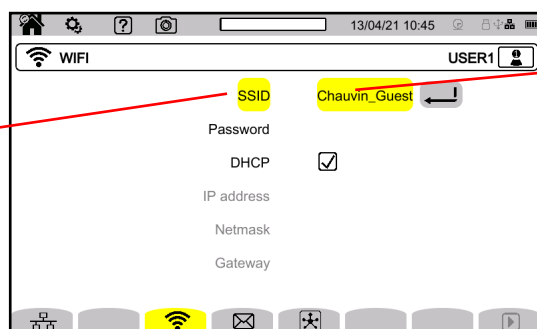 13/04/21 10:45
WIFI USER1
SSID Chauvin_Guest
Password
DHCP
IP address
Netmask
Gateway